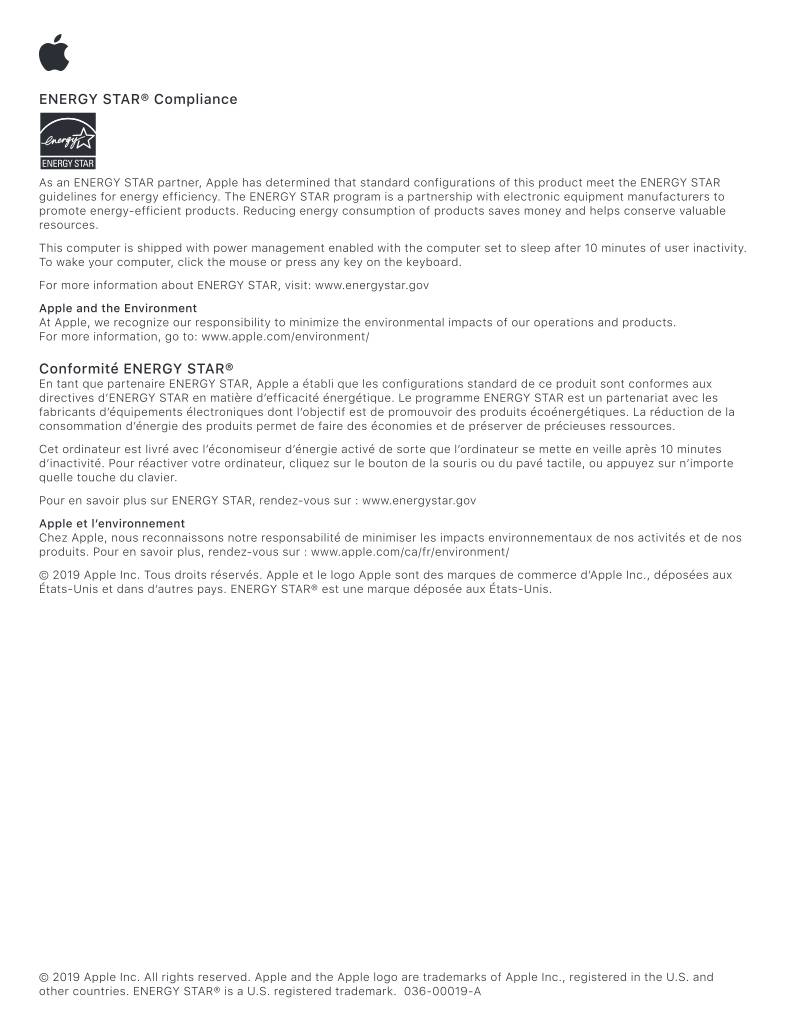 ENERGY STAR® Compliance
energy
ENERGY STAR
As an ENERGY STAR partner, Apple has determined that standard configurations of this product meet the ENERGY STAR
guidelines for energy efficiency. The ENERGY STAR program is a partnership with electronic equipment manufacturers to
promote energy-efficient products. Reducing energy consumption of products saves money and helps conserve valuable
resources.
This computer is shipped with power management enabled with the computer set to sleep after 10 minutes of user inactivity.
To wake your computer, click the mouse or press any key on the keyboard.
For more information about ENERGY STAR, visit: www.energystar.gov
Apple and the Environment
At Apple, we recognize our responsibility to minimize the environmental impacts of our operations and products.
For more information, go to: www.apple.com/environment/
Conformité ENERGY STAR®
En tant que partenaire ENERGY STAR, Apple a établi que les configurations standard de ce produit sont conformes aux
directives d’ENERGY STAR en matière d’efficacité énergétique. Le programme ENERGY STAR est un partenariat avec les
fabricants d’équipements électroniques dont l’objectif est de promouvoir des produits écoénergétiques. La réduction de la
consommation d’énergie des produits permet de faire des économies et de préserver de précieuses ressources.
Cet ordinateur est livré avec l’économiseur d’énergie activé de sorte que l’ordinateur se mette en veille après 10 minutes
d’inactivité. Pour réactiver votre ordinateur, cliquez sur le bouton de la souris ou du pavé tactile, ou appuyez sur n’importe
quelle touche du clavier.
Pour en savoir plus sur ENERGY STAR, rendez-vous sur : www.energystar.gov
Apple et l’environnement
Chez Apple, nous reconnaissons notre responsabilité de minimiser les impacts environnementaux de nos activités et de nos
produits. Pour en savoir plus, rendez-vous sur : www.apple.com/ca/fr/environment/
© 2019 Apple Inc. Tous droits réservés. Apple et le logo Apple sont des marques de commerce d’Apple Inc., déposées aux
États-Unis et dans d’autres pays. ENERGY STAR® est une marque déposée aux États-Unis.
© 2019 Apple Inc. All rights reserved. Apple and the Apple logo are trademarks of Apple Inc., registered in the U.S. and
other countries. ENERGY STAR® is a U.S. registered trademark. 036-00019-A